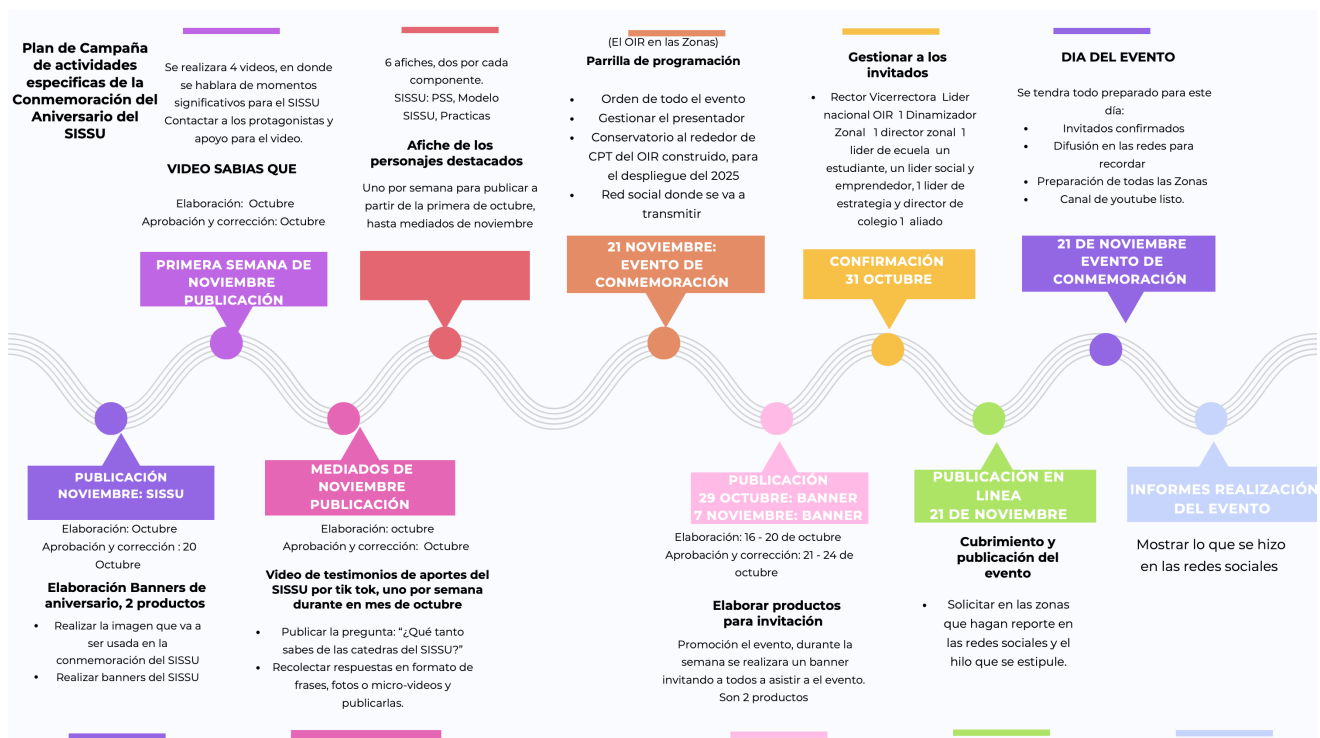 Plan de Campaña
de actividades
especificas de la
Conmemoración del
Aniversario del
SISSU
Se realizara 4 videos, en donde
se hablara de momentos
significativos para el SISSU
Contactar a los protagonistas y
apoyo para el video.
VIDEO SABIAS QUE
Elaboración: Octubre
Aprobación y corrección: Octubre
PRIMERA SEMANA DE
NOVIEMBRE
PUBLICACIÓN
6 afiches, dos por cada
componente.
SISSU: PSS, Modelo
SISSU, Practicas
Afiche de los
personajes destacados
Uno por semana para publicar a
partir de la primera de octubre,
hasta mediados de noviembre
(El OIR en las Zonas)
Parrilla de programación
• Orden de todo el evento
• Gestionar el presentador
• Conservatorio al rededor de
CPT del OIR construido, para
el despliegue del 2025
• Red social donde se va a
transmitir
21 NOVIEMBRE:
EVENTO DE
CONMEMORACIÓN
Gestionar a los
invitados
• Rector Vicerrectora Lider
nacional OIR 1 Dinamizador
Zonal 1 director zonal 1
lider de ecuela un
estudiante, un lider social y
emprendedor, 1 lider de
estrategia y director de
colegio 1 aliado
CONFIRMACIÓN
31 OCTUBRE
DIA DEL EVENTO
Se tendra todo preparado para este
día:
• Invitados confirmados
• Difusión en las redes para
recordar
• Preparación de todas las Zonas
• Canal de youtube listo.
21 DE NOVIEMBRE
EVENTO DE
CONMEMORACIÓN
PUBLICACIÓN
NOVIEMBRE: SISSU
Elaboración: Octubre
Aprobación y corrección : 20
Octubre
Elaboración Banners de
aniversario, 2 productos
• Realizar la imagen que va a
ser usada en la
conmemoración del SISSU
• Realizar banners del SISSU
MEDIADOS DE
NOVIEMBRE
PUBLICACIÓN
Elaboración: octubre
Aprobación y corrección: Octubre
Video de testimonios de aportes del
SISSU por tik tok, uno por semana
durante en mes de octubre
• Publicar la pregunta: “¿Qué tanto
sabes de las catedras del SISSU?”
• Recolectar respuestas en formato de
frases, fotos o micro-videos y
publicarlas.
PUBLICACIÓN
29 OCTUBRE: BANNER
7 NOVIEMBRE: BANNER
Elaboración: 16 - 20 de octubre
Aprobación y corrección: 21 - 24 de
octubre
Elaborar productos
para invitación
Promoción el evento, durante la
semana se realizara un banner
invitando a todos a asistir a el evento.
Son 2 productos
PUBLICACIÓN EN
LINEA
21 DE NOVIEMBRE
Cubrimiento y
publicación del
evento
• Solicitar en las zonas
que hagan reporte en
las redes sociales y el
hilo que se estipule.
INFORMES REALIZACIÓN
DEL EVENTO
Mostrar lo que se hizo
en las redes sociales